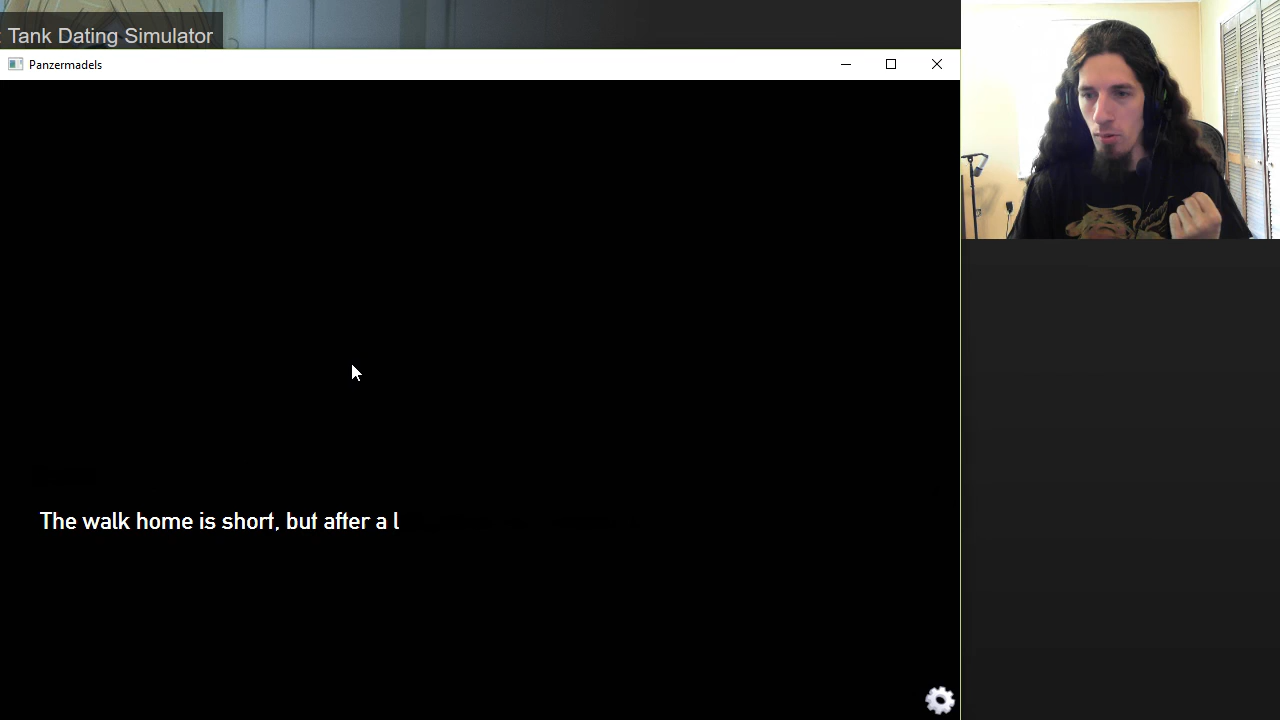 : Tank Dating Simulator
Panzermadels
The walk home is short, but after a l